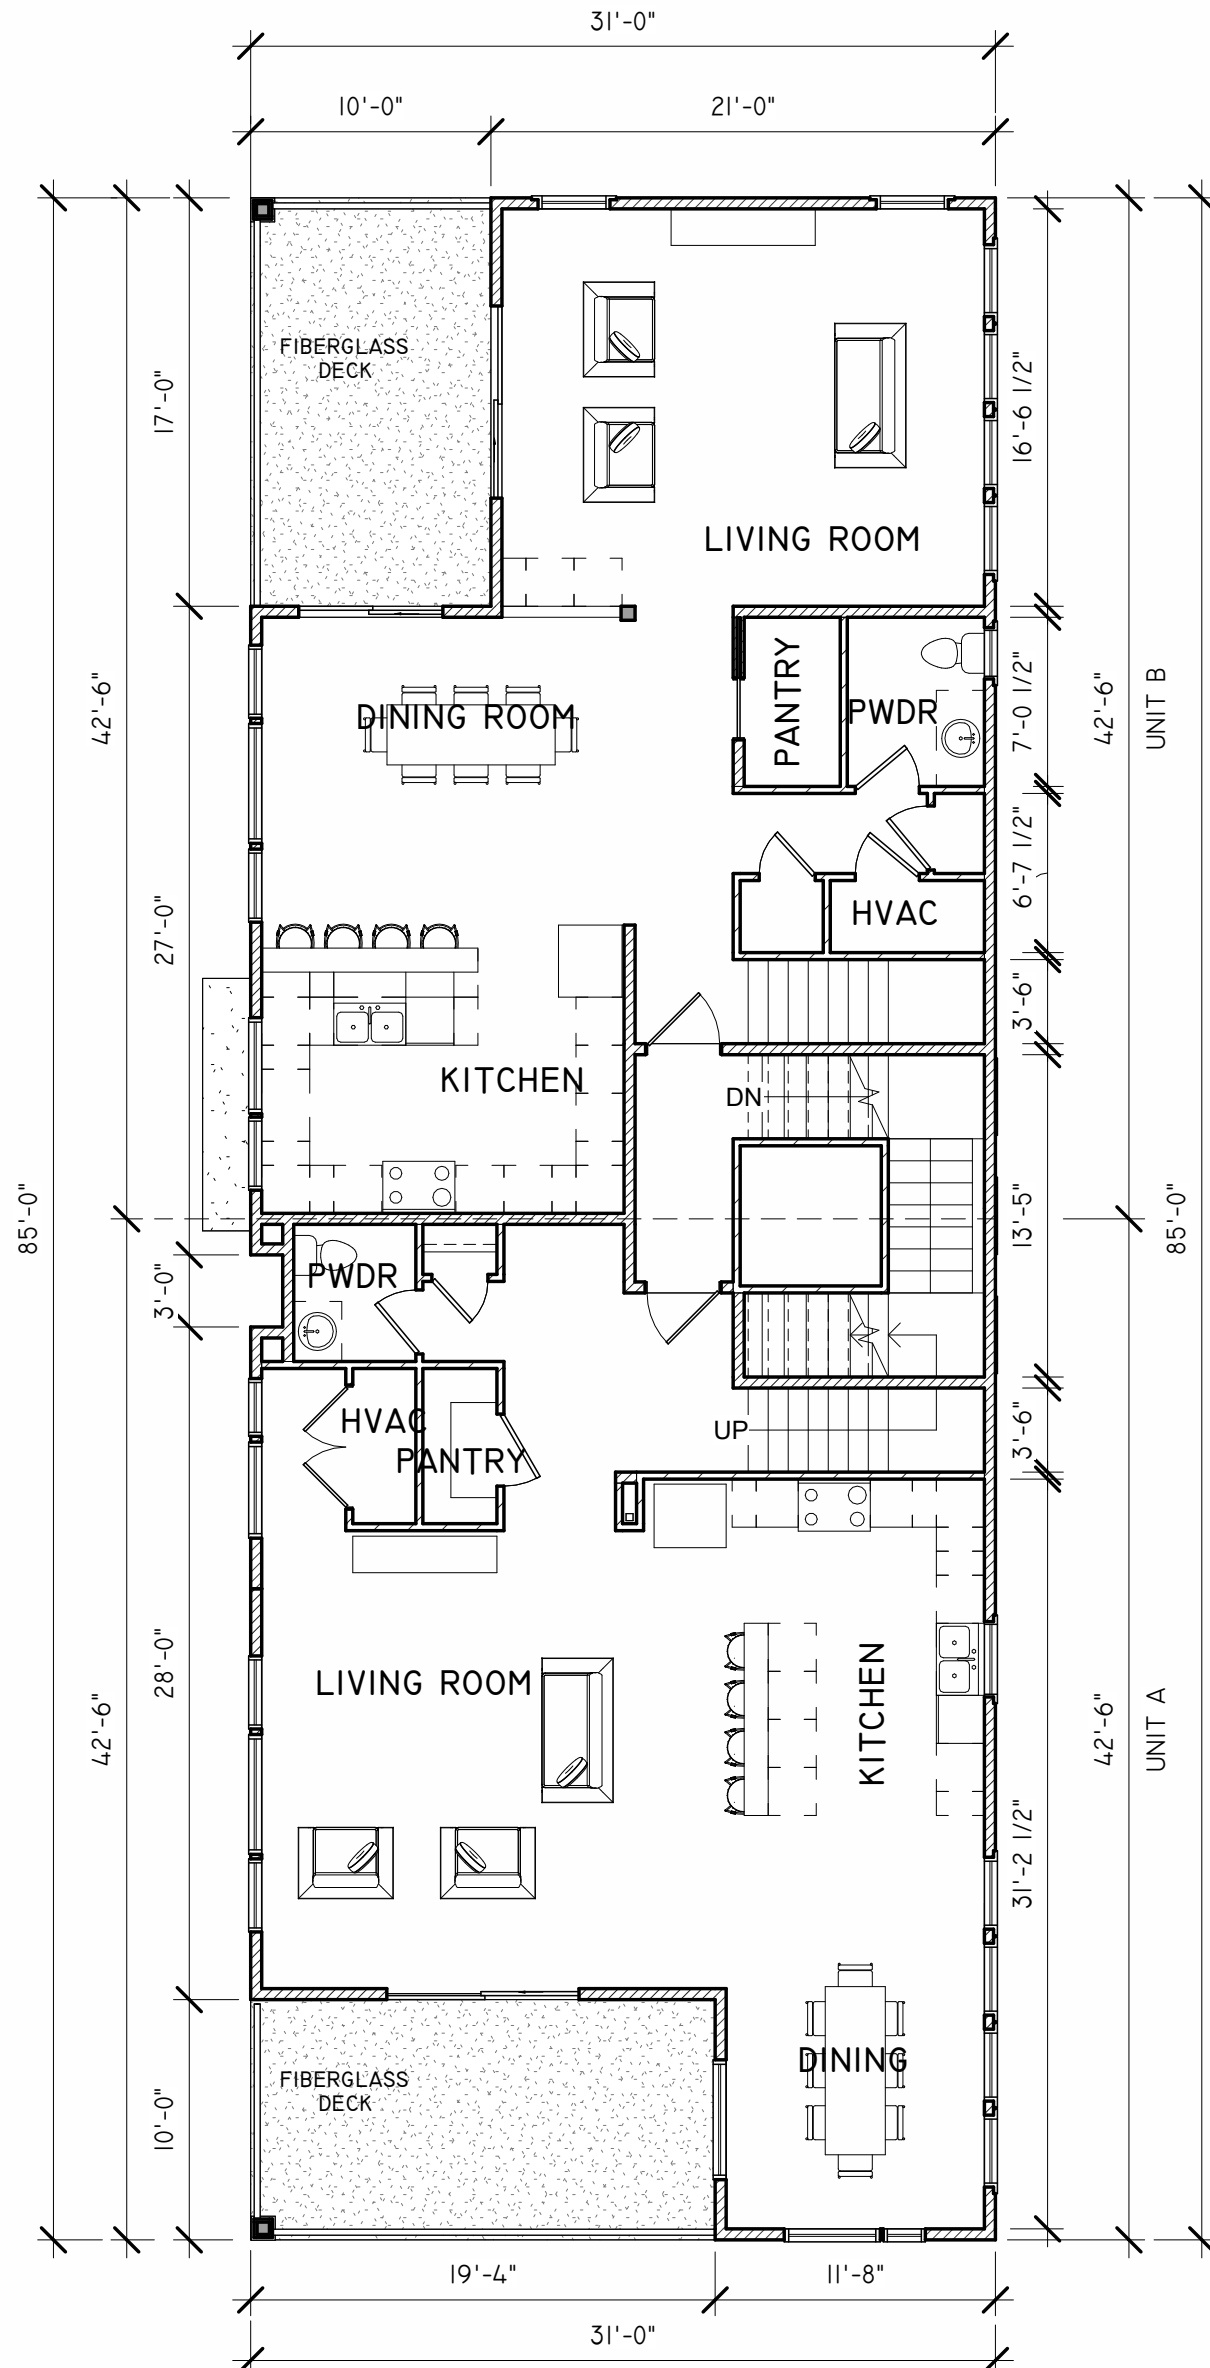 31'-0"
10'-0"
21'-0"
FIBERGLASS
DECK
17'-0"
16'-6 1/2"
LIVING ROOM
42'-6"
DINING ROOM
PANTRY
PWDR
7'-0 1/2"
42'-6"
UNIT B
27'-0"
6'-7 1/2"
HVAC
3'-6"
KITCHEN
DN
85'-0"
13'-5"
85'-0"
3'-0"
PWDR
HVAC
PANTRY
UP
3'-6"
28'-0"
LIVING ROOM
KITCHEN
42'-6"
42'-6"
UNIT A
31'-2 1/2"
DINING
FIBERGLASS
DECK
10'-0"
19'-4"
11'-8"
31'-0"